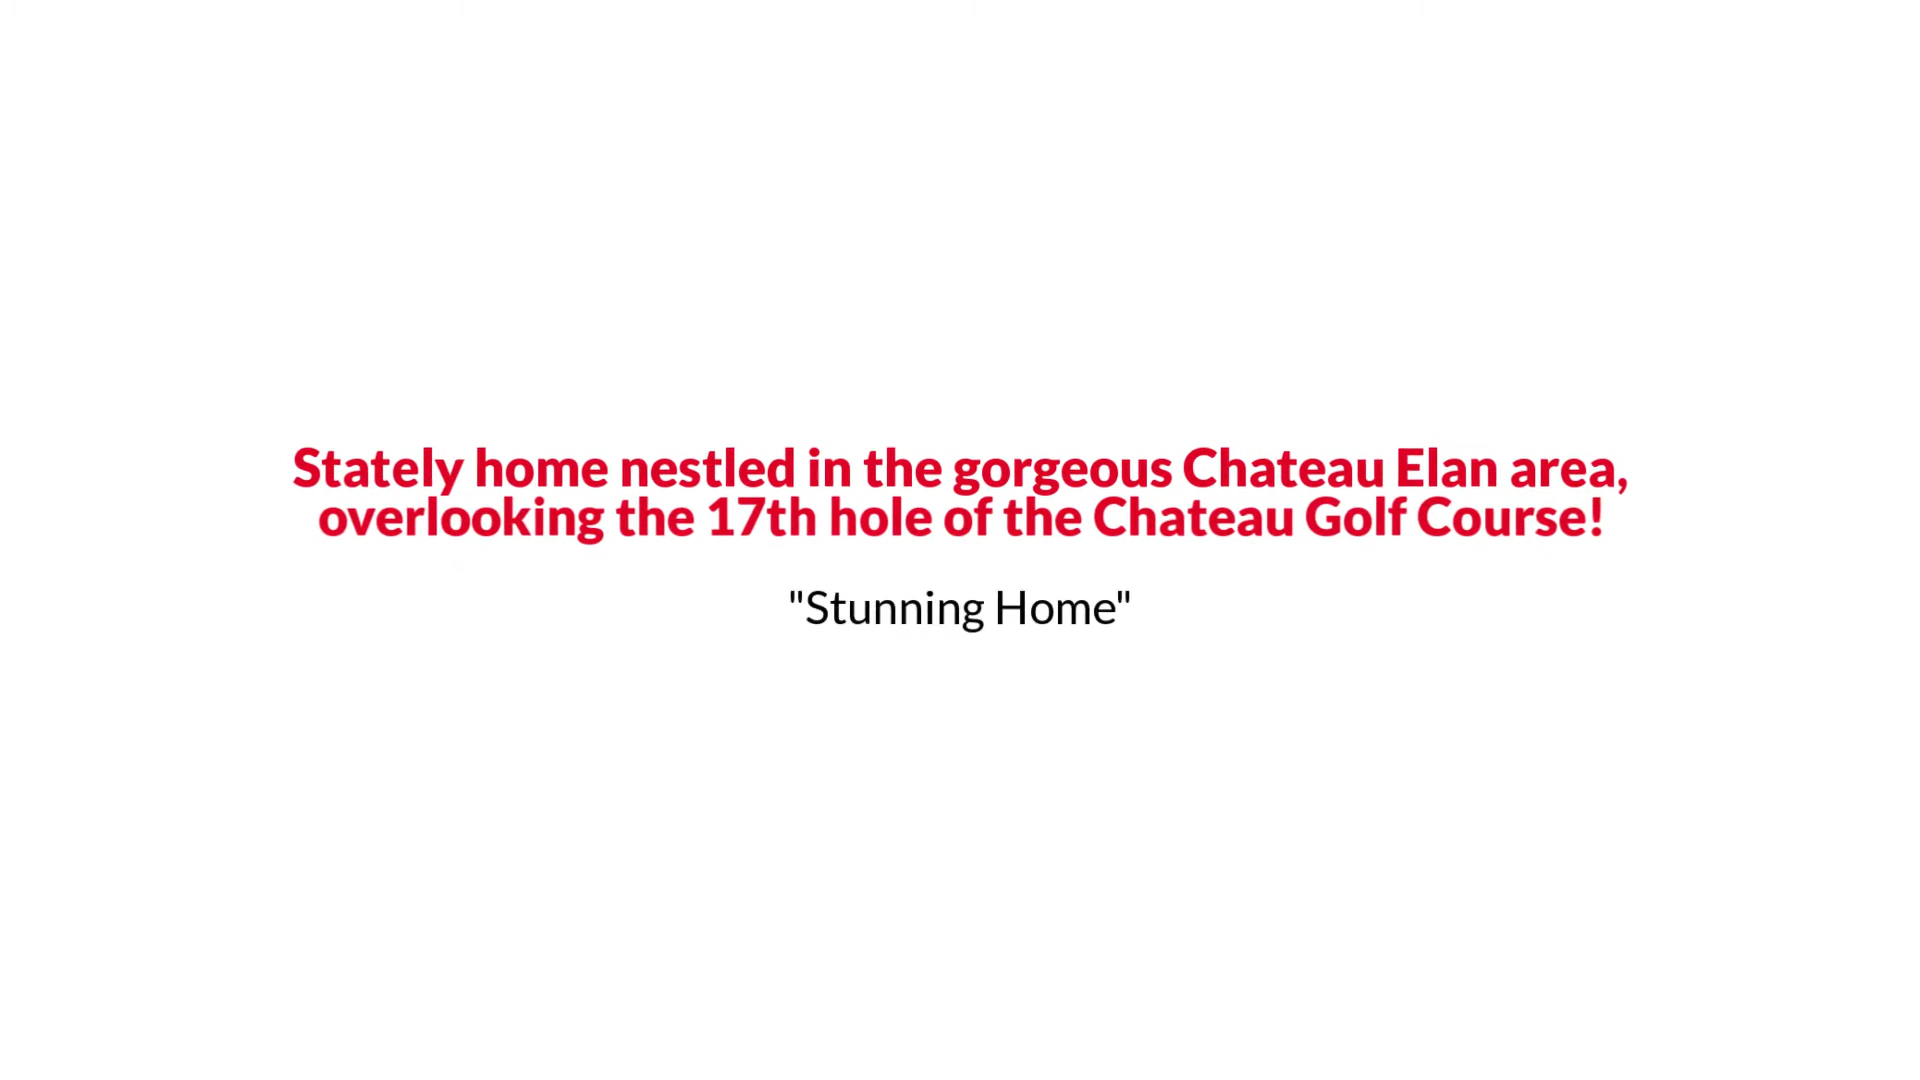 Stately home nestled in the gorgeous Chateau Elan area,
overlooking the 17th hole of the Chateau Golf Course!
"Stunning Home"